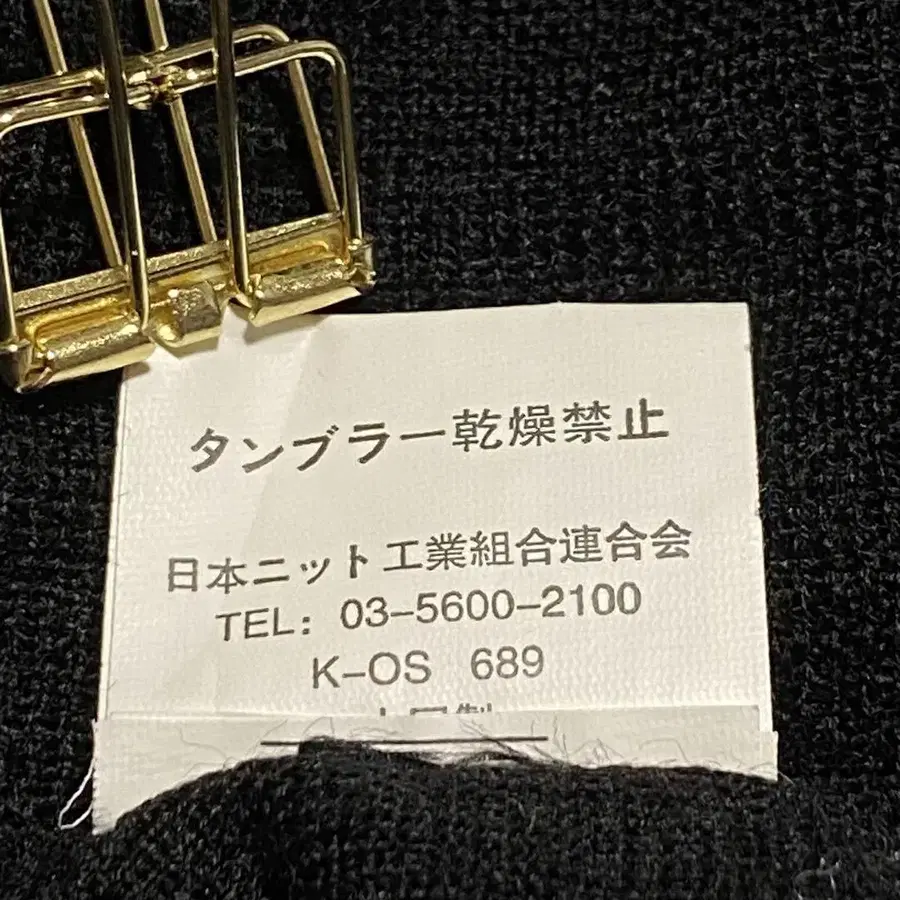 タンブラー乾燥禁止
日本ニット工業組合連合会
TEL: 03-5600-2100
K-OS 689